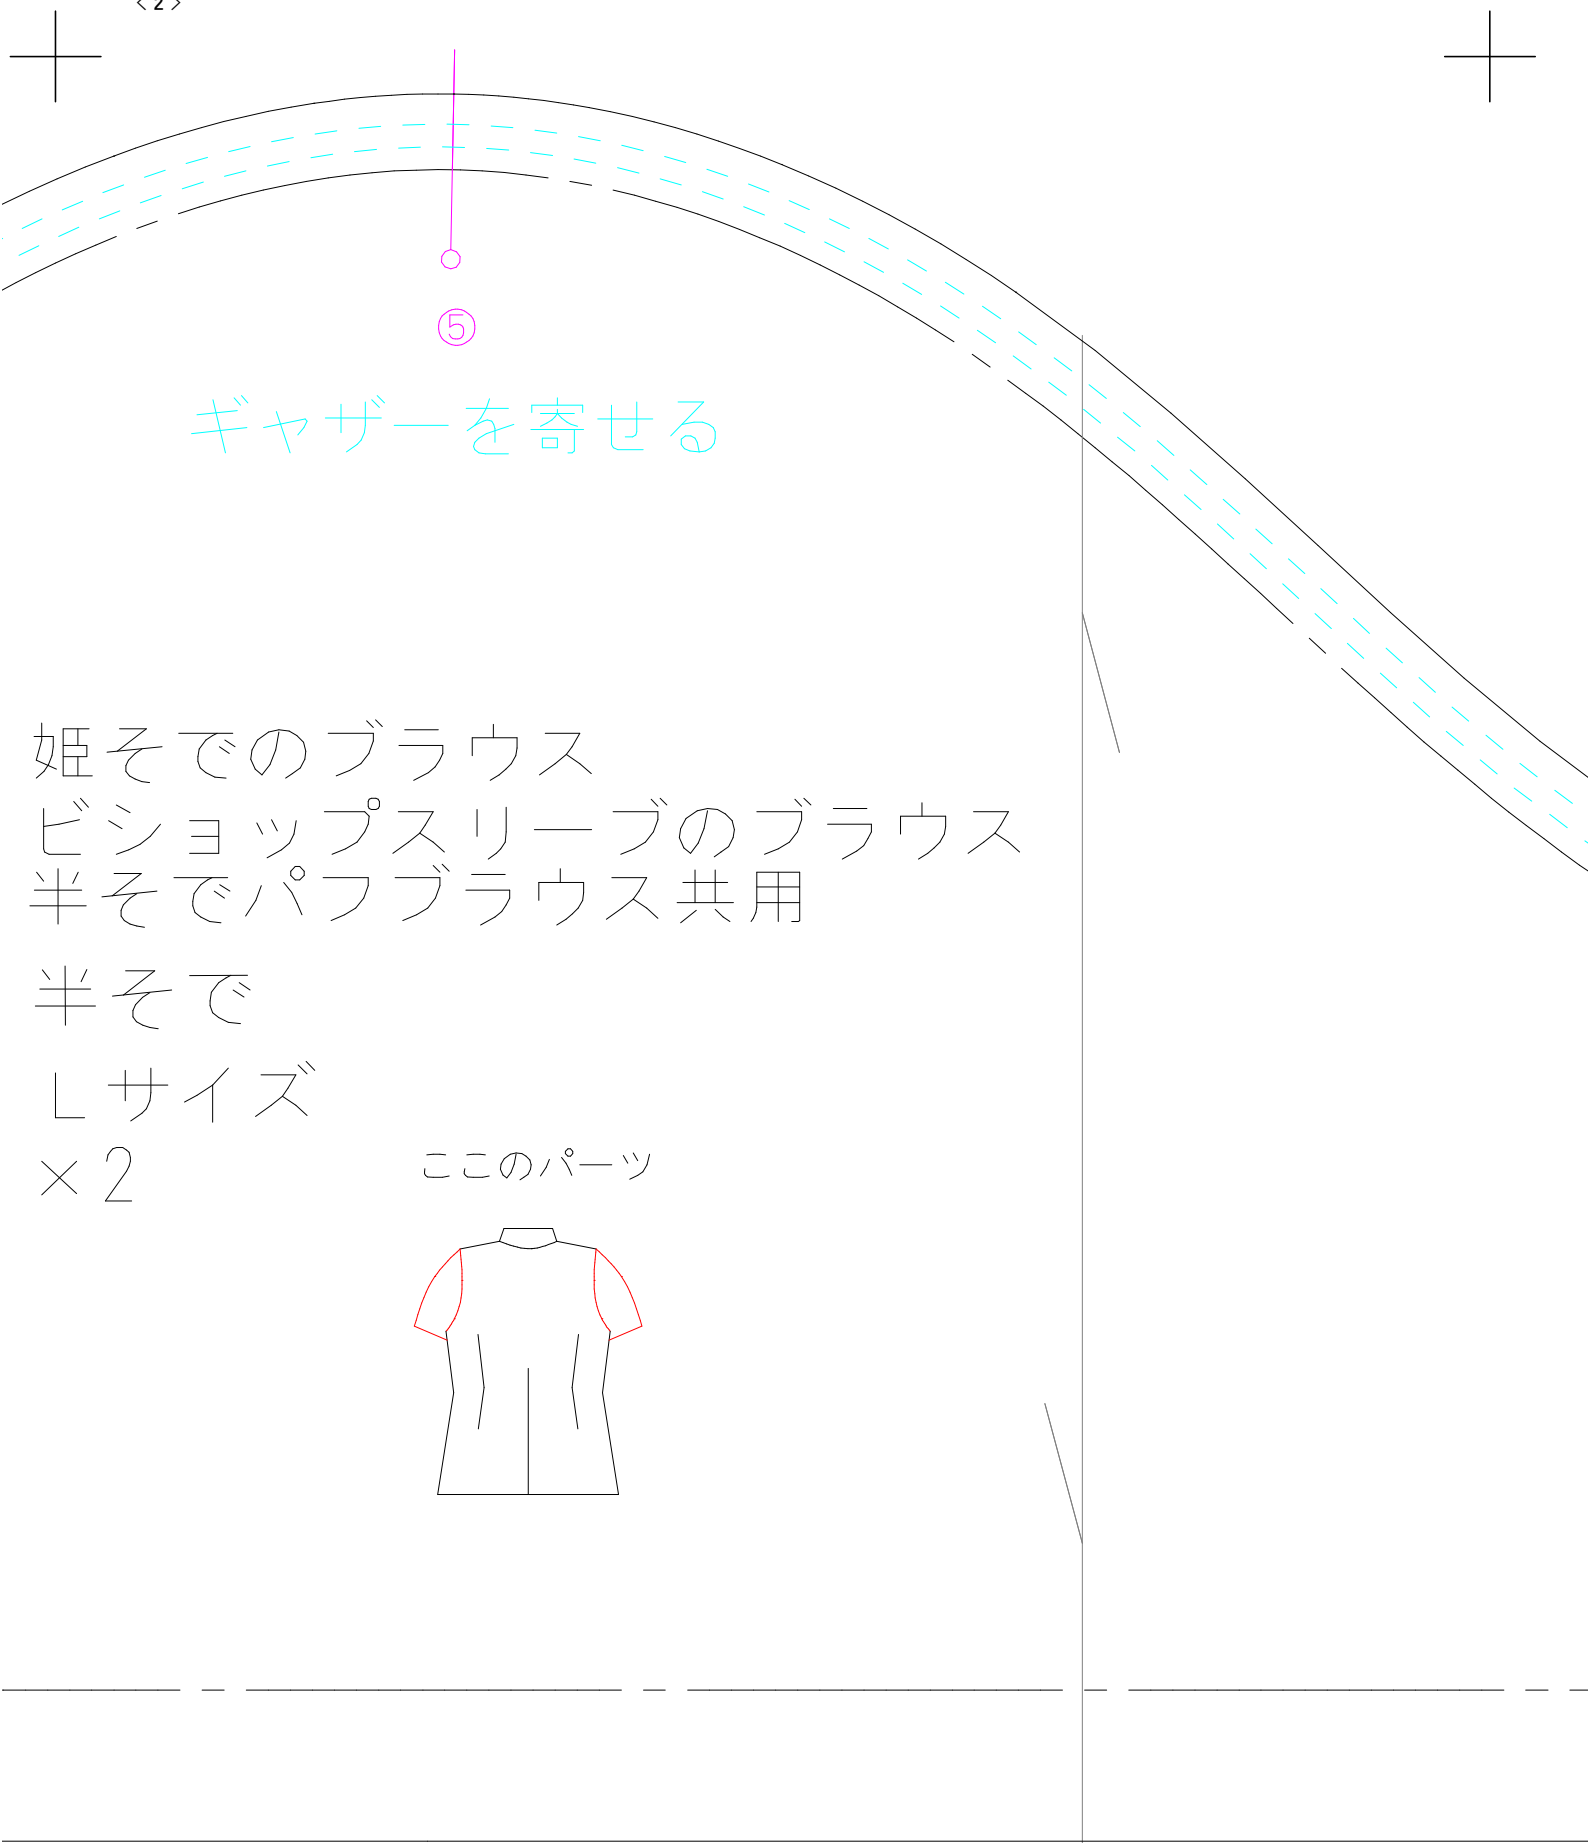 <2>
⑤
ギャザーを寄せる
姫そでのブラウス
ビショップスリーブのブラウス
半そでパフブラウス共用
半そで
Lサイズ
×2
ここのパーツ